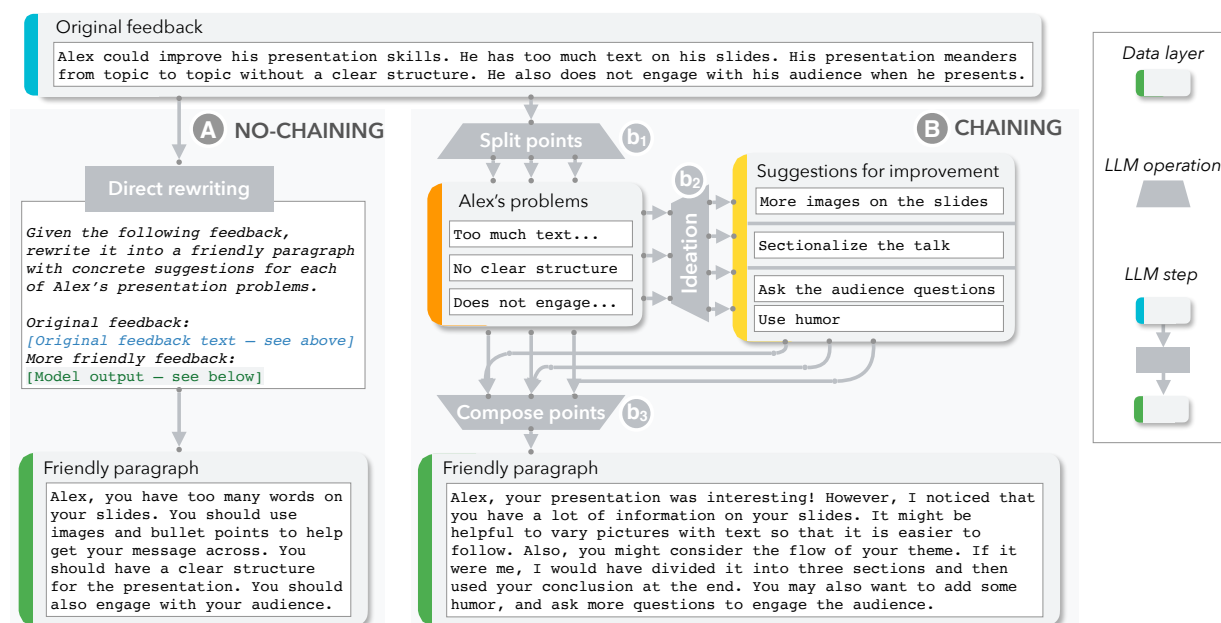 Original feedback
Alex could improve his presentation skills. He has too much text on his slides. His presentation meanders
from topic to topic without a clear structure. He also does not engage with his audience when he presents.
A NO-CHAINING
Direct rewriting
Given the following feedback,
rewrite it into a friendly paragraph
with concrete suggestions for each
of Alex's presentation problems.
Original feedback:
[Original feedback text – see above]
More friendly feedback:
[Model output – see below]
Friendly paragraph
Alex, you have too many words on
your slides. You should use
images and bullet points to help
get your message across. You
should have a clear structure
for the presentation. You should
also engage with your audience.
B CHAINING
Split points b1
Alex's problems
Too much text...
No clear structure
Does not engage...
b2
Ideation
Suggestions for improvement
More images on the slides
Sectionalize the talk
Ask the audience questions
Use humor
Compose points b3
Friendly paragraph
Alex, your presentation was interesting! However, I noticed that
you have a lot of information on your slides. It might be
helpful to vary pictures with text so that it is easier to
follow. Also, you might consider the flow of your theme. If it
were me, I would have divided it into three sections and then
used your conclusion at the end. You may also want to add some
humor, and ask more questions to engage the audience.
Data layer
LLM operation
LLM step